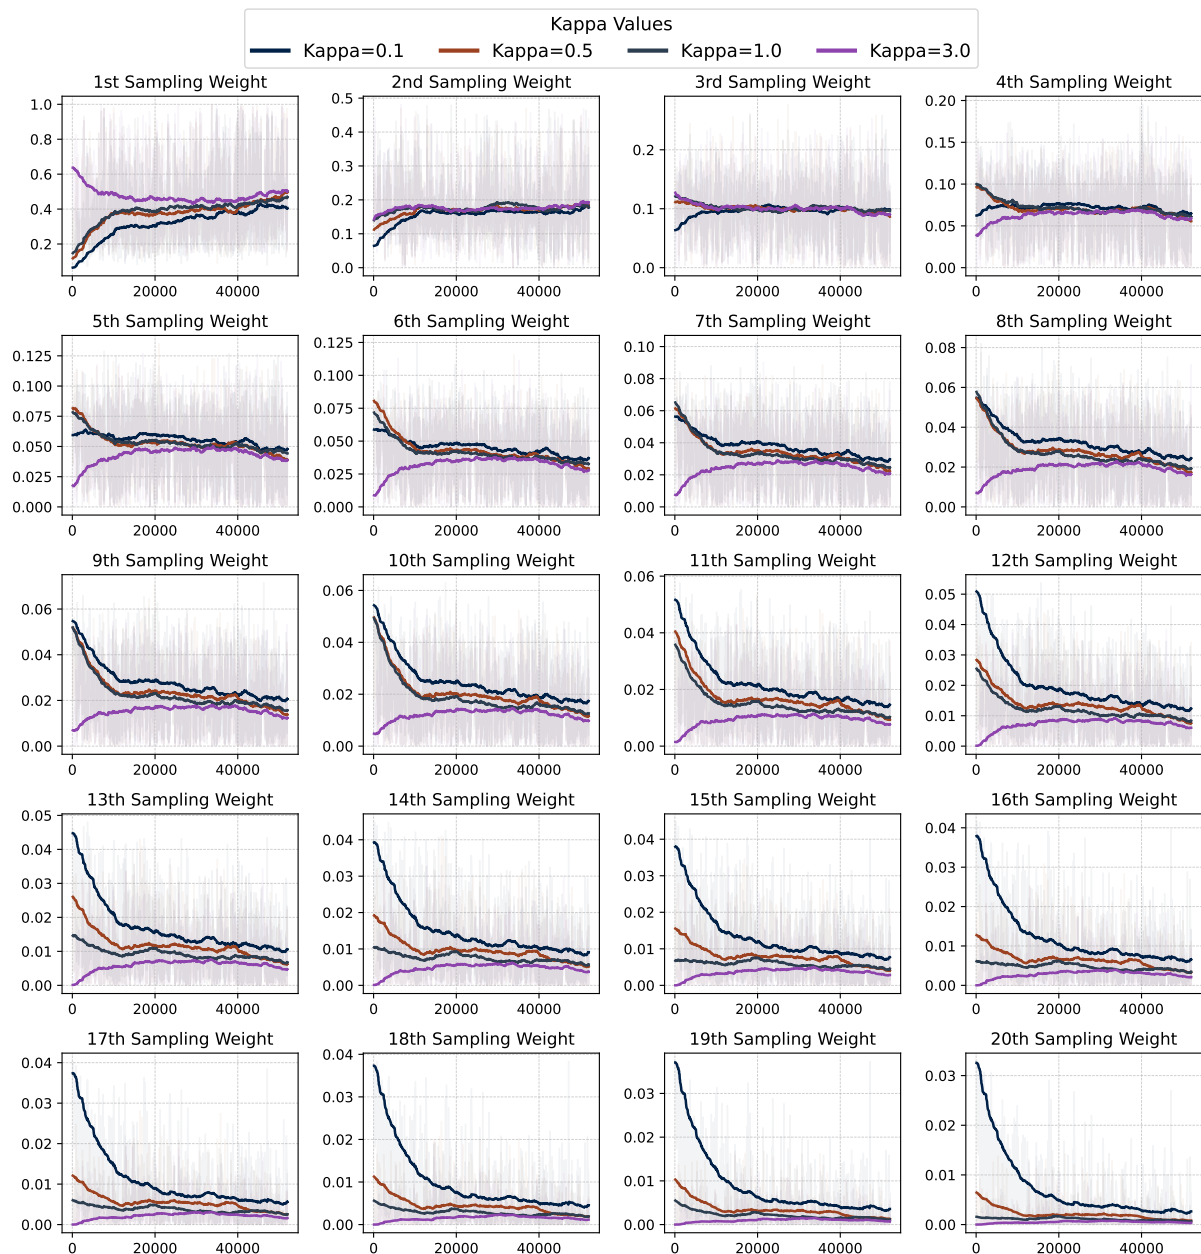 Kappa Values
Kappa=0.1 Kappa=0.5 Kappa=1.0 Kappa=3.0
1st Sampling Weight 2nd Sampling Weight 3rd Sampling Weight 4th Sampling Weight
1.0 0.8 0.6 0.4 0.2
0.5 0.4 0.3 0.2 0.1 0.0
0.2 0.1 0.0
0.20 0.15 0.10 0.05 0.00
0 20000 40000 0 20000 40000 0 20000 40000 0 20000 40000
5th Sampling Weight 6th Sampling Weight 7th Sampling Weight 8th Sampling Weight
0.125 0.100 0.075 0.050 0.025 0.000
0.125 0.100 0.075 0.050 0.025 0.000
0.10 0.08 0.06 0.04 0.02 0.00
0.08 0.06 0.04 0.02 0.00
0 20000 40000 0 20000 40000 0 20000 40000 0 20000 40000
9th Sampling Weight 10th Sampling Weight 11th Sampling Weight 12th Sampling Weight
0.06 0.04 0.02 0.00
0.06 0.04 0.02 0.00
0.06 0.04 0.02 0.00
0.05 0.04 0.03 0.02 0.01 0.00
0 20000 40000 0 20000 40000 0 20000 40000 0 20000 40000
13th Sampling Weight 14th Sampling Weight 15th Sampling Weight 16th Sampling Weight
0.05 0.04 0.03 0.02 0.01 0.00
0.04 0.03 0.02 0.01 0.00
0.04 0.03 0.02 0.01 0.00
0.04 0.03 0.02 0.01 0.00
0 20000 40000 0 20000 40000 0 20000 40000 0 20000 40000
17th Sampling Weight 18th Sampling Weight 19th Sampling Weight 20th Sampling Weight
0.04 0.03 0.02 0.01 0.00
0.04 0.03 0.02 0.01 0.00
0.03 0.02 0.01 0.00
0.03 0.02 0.01 0.00
0 20000 40000 0 20000 40000 0 20000 40000 0 20000 40000